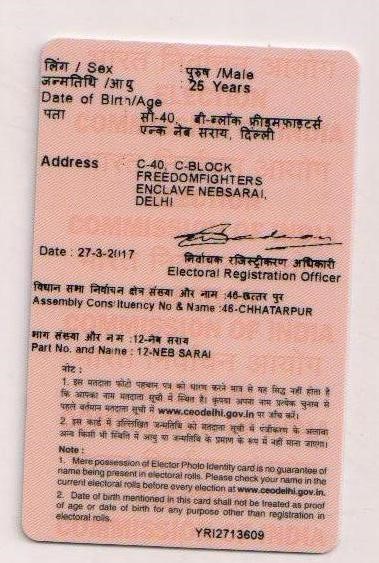 लिंग / Sex : पुरुष /Male
जन्मतिथि /आयु : 25 Years
Date of Birth/Age
पता : सी-40, बी-ब्लॉक फ्रीडमफाइटर्स
एन्क नेब सराय, दिल्ली
Address : C-40, C-BLOCK
FREEDOMFIGHTERS
ENCLAVE NEBSARAI,
DELHI
Date : 27-3-2017
निर्वाचक रजिस्ट्रीकरण अधिकारी
Electoral Registration Officer
विधान सभा निर्वाचन क्षेत्र संख्या और नाम :46-छत्तर पुर
Assembly Constituency No & Name :46-CHHATARPUR
भाग संख्या और नाम :12-नेब सराय
Part No. and Name : 12-NEB SARAI
नोट :
1. इस मतदाता फोटो पहचान पत्र को धारण करने मात्र से यह सिद्ध नहीं होता है
कि आपका नाम मतदाता सूची में स्थित है। कृपया अपना नाम प्रत्येक चुनाव से
पहले वर्तमान मतदाता सूची में www.ceodelhi.gov.in पर जाँच करें।
2. इस कार्ड में उल्लिखित जन्मतिथि को मतदाता सूची में पंजीकरण के अलावा
अन्य किसी भी स्थिति में आयु या जन्मतिथि के प्रमाण के रूप में नहीं माना जाएगा।
Note :
1. Mere possession of Elector Photo Identity card is no guarantee of
name being present in electoral rolls. Please check your name in the
current electoral rolls before every election at www.ceodelhi.gov.in.
2. Date of birth mentioned in this card shall not be treated as proof
of age or date of birth for any purpose other than registration in
electoral rolls.
YRI2713609